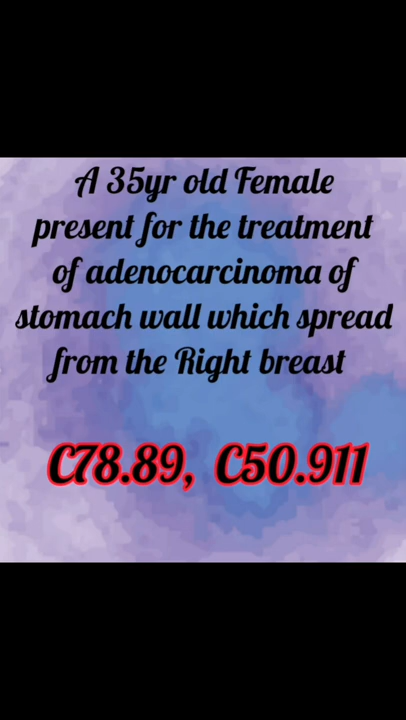 A 35yr old Female
present for the treatment
of adenocarcinoma of
stomach wall which spread
from the Right breast
C78.89, C50.911